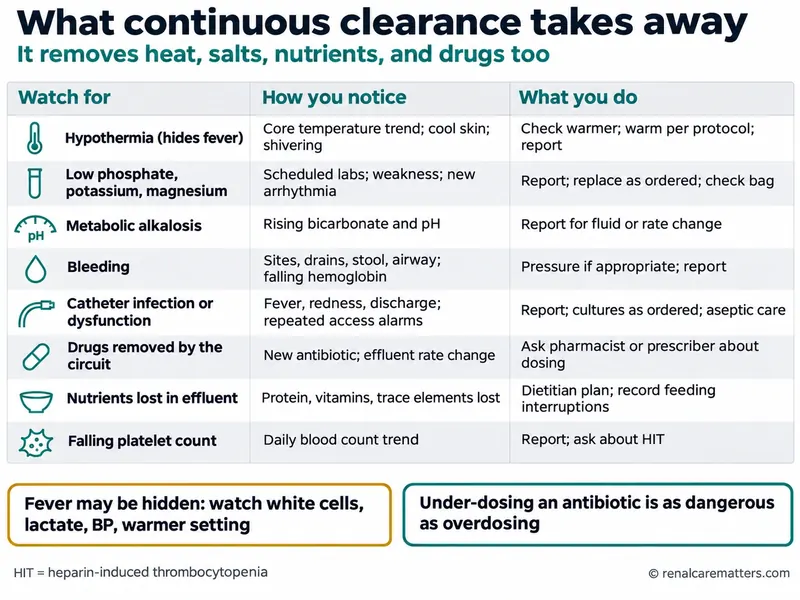 What continuous clearance takes away
It removes heat, salts, nutrients, and drugs too
Watch for
How you notice
What you do
Hypothermia (hides fever)
Core temperature trend; cool skin;
shivering
Check warmer; warm per protocol;
report
Low phosphate,
potassium, magnesium
Scheduled labs; weakness; new
arrhythmia
Report; replace as ordered; check bag
pH
Metabolic alkalosis
Rising bicarbonate and pH
Report for fluid or rate change
Bleeding
Sites, drains, stool, airway;
falling hemoglobin
Pressure if appropriate; report
Catheter infection or
dysfunction
Fever, redness, discharge;
repeated access alarms
Report; cultures as ordered; aseptic care
Drugs removed by the
circuit
New antibiotic; effluent rate change
Ask pharmacist or prescriber about
dosing
Nutrients lost in effluent
Protein, vitamins, trace elements lost
Dietitian plan; record feeding
interruptions
Falling platelet count
Daily blood count trend
Report; ask about HIT
Fever may be hidden: watch white cells,
lactate, BP, warmer setting
Under-dosing an antibiotic is as dangerous
as overdosing
HIT = heparin-induced thrombocytopenia
© renalcarematters.com